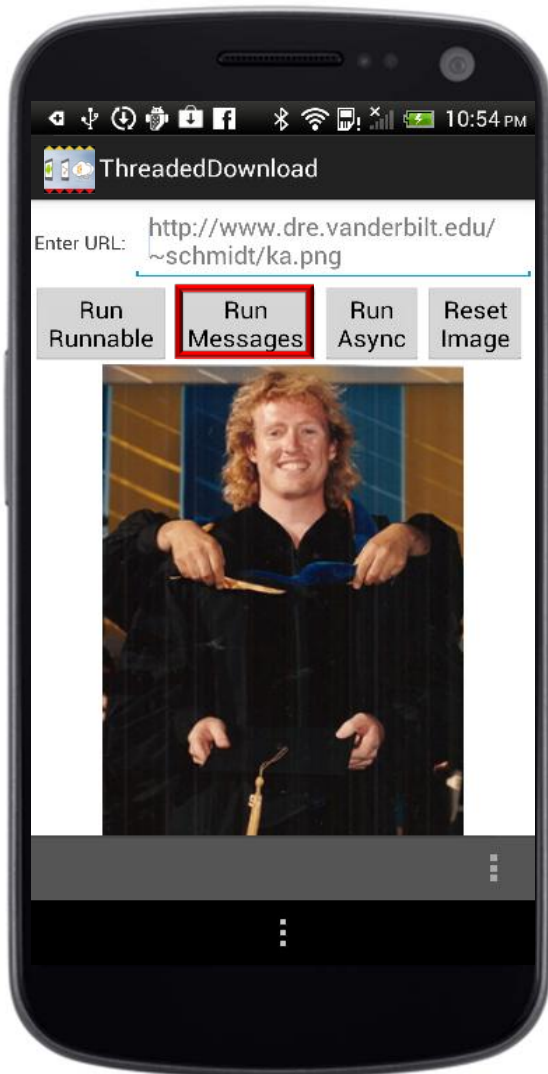 10:54 PM
ThreadedDownload
Enter URL:
http://www.dre.vanderbilt.edu/
~schmidt/ka.png
Run
Runnable
Run
Messages
Run
Async
Reset
Image